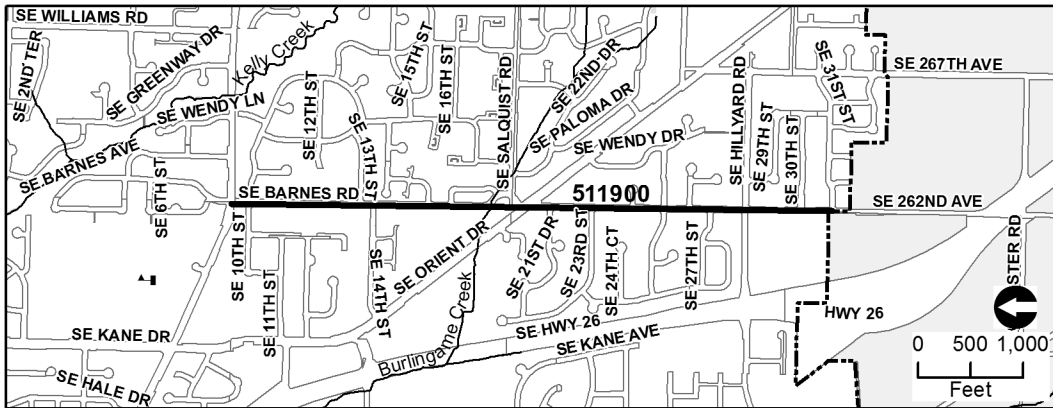 SE WILLIAMS RD
SE 2ND TER
SE GREENWAY DR
Kelly Creek
SE 15TH ST
SE 16TH ST
SE SALQUIST RD
SE 22ND DR
SE PALOMA DR
SE HILLYARD RD
SE 31ST ST
SE 267TH AVE
SE WENDY LN
SE 12TH ST
SE 13TH ST
SE WENDY DR
SE 29TH ST
SE 30TH ST
SE BARNES AVE
SE 6TH ST
SE BARNES RD
511900
SE 262ND AVE
SE 10TH ST
SE 11TH ST
SE 14TH ST
SE ORIENT DR
SE 21ST DR
SE 23RD ST
SE 24TH CT
SE 27TH ST
STER RD
Burlingame Creek
SE HWY 26
HWY 26
SE KANE DR
SE KANE AVE
SE HALE DR
0 500 1,000
Feet